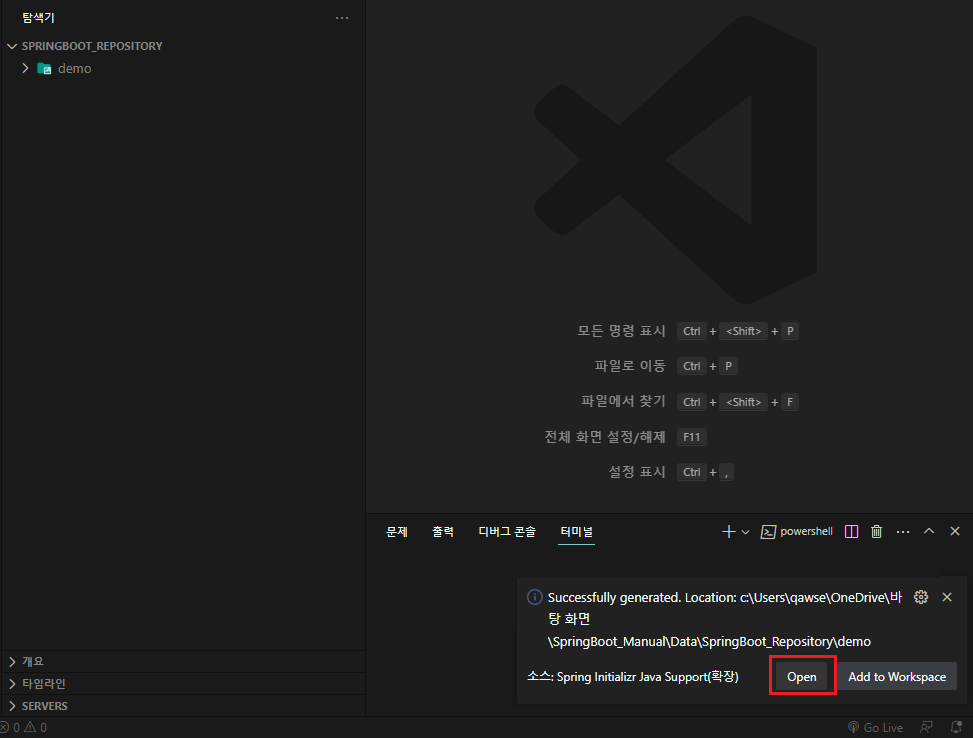 탐색기
SPRINGBOOT_REPOSITORY
demo
모든 명령 표시 Ctrl + <Shift> + P
파일로 이동 Ctrl + P
파일에서 찾기 Ctrl + <Shift> + F
전체 화면 설정/해제 F11
설정 표시 Ctrl + ,
문제 출력 디버그 콘솔 터미널 powershell
Successfully generated. Location: c:\Users\qawse\OneDrive\바
탕 화면
\SpringBoot_Manual\Data\SpringBoot_Repository\demo
소스: Spring Initializr Java Support(확장) Open Add to Workspace
개요
타임라인
SERVERS
0 0 Go Live